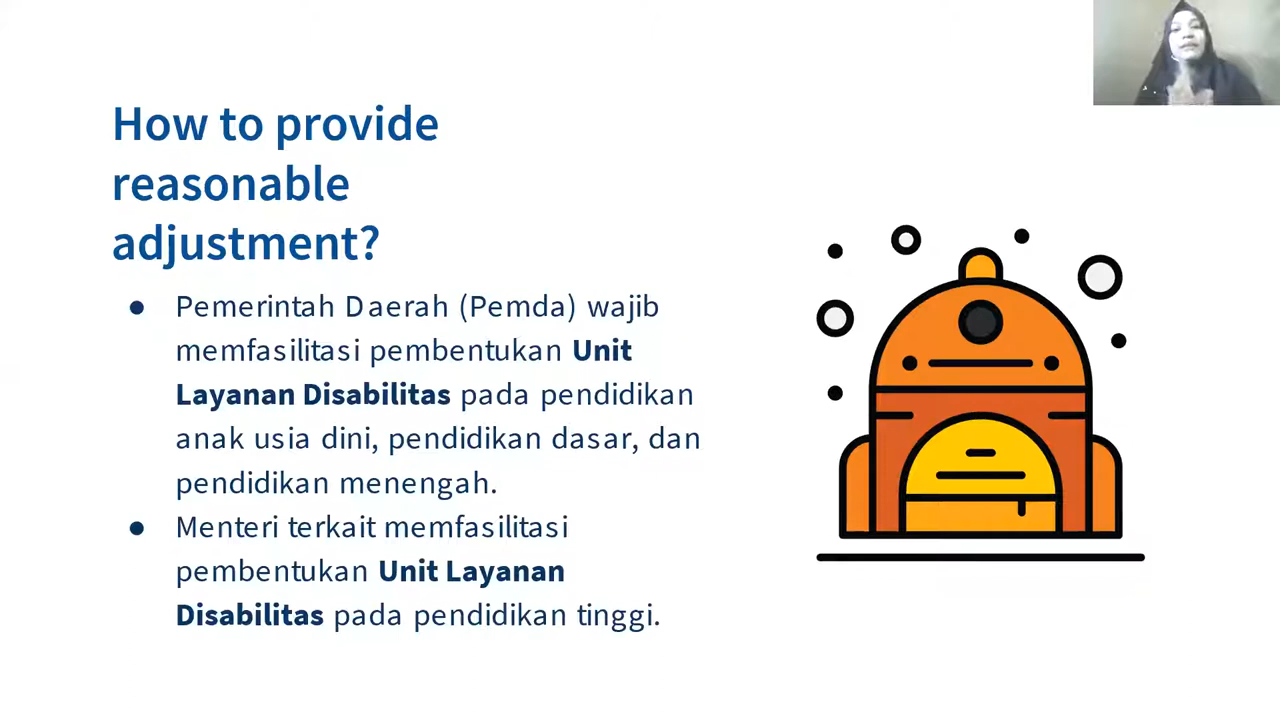 How to provide
reasonable
adjustment?
● Pemerintah Daerah (Pemda) wajib
memfasilitasi pembentukan Unit
Layanan Disabilitas pada pendidikan
anak usia dini, pendidikan dasar, dan
pendidikan menengah.
● Menteri terkait memfasilitasi
pembentukan Unit Layanan
Disabilitas pada pendidikan tinggi.